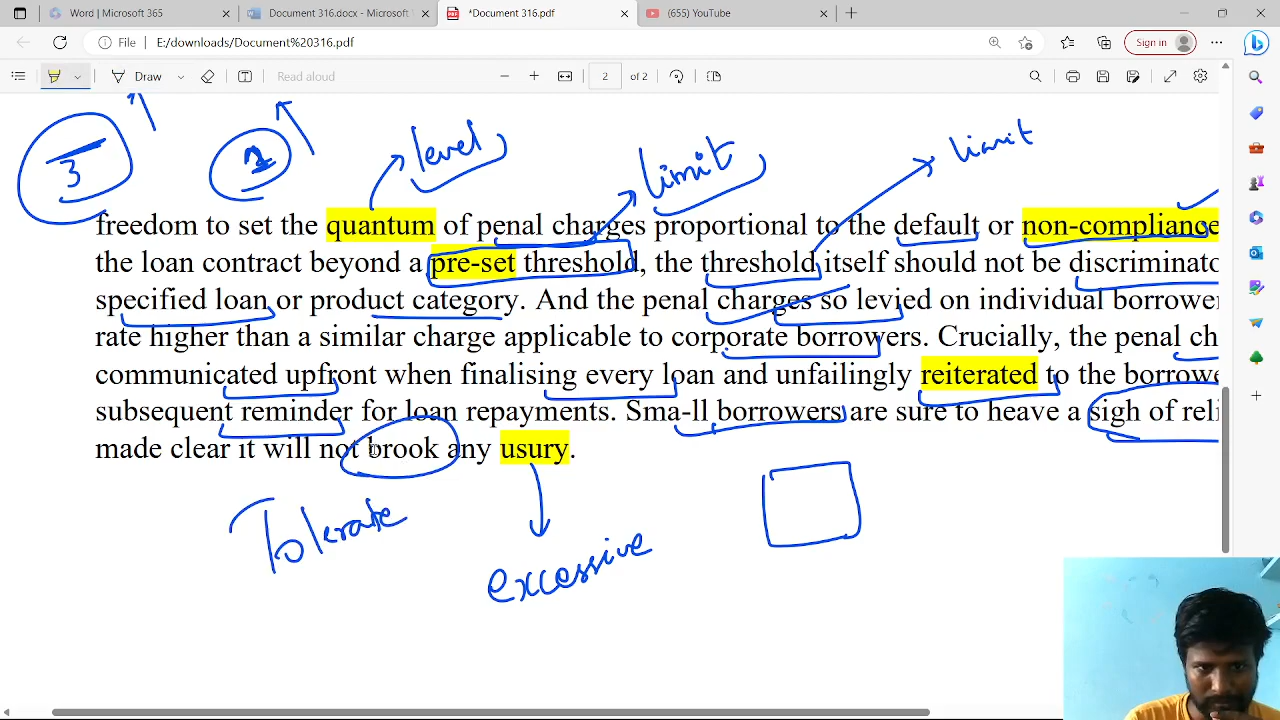 Word | Microsoft 365
Document 316.docx - Microsoft
*Document 316.pdf
(655) YouTube
File
E:/downloads/Document%20316.pdf
Sign in
Draw
Read aloud
2
of 2
3
level
limit
limit
freedom to set the quantum of penal charges proportional to the default or non-compliance
the loan contract beyond a pre-set threshold, the threshold itself should not be discriminato
specified loan or product category. And the penal charges so levied on individual borrower
rate higher than a similar charge applicable to corporate borrowers. Crucially, the penal ch
communicated upfront when finalising every loan and unfailingly reiterated to the borrowe
subsequent reminder for loan repayments. Sma-ll borrowers are sure to heave a sigh of reli
made clear it will not brook any usury.
Tolerate
excessive